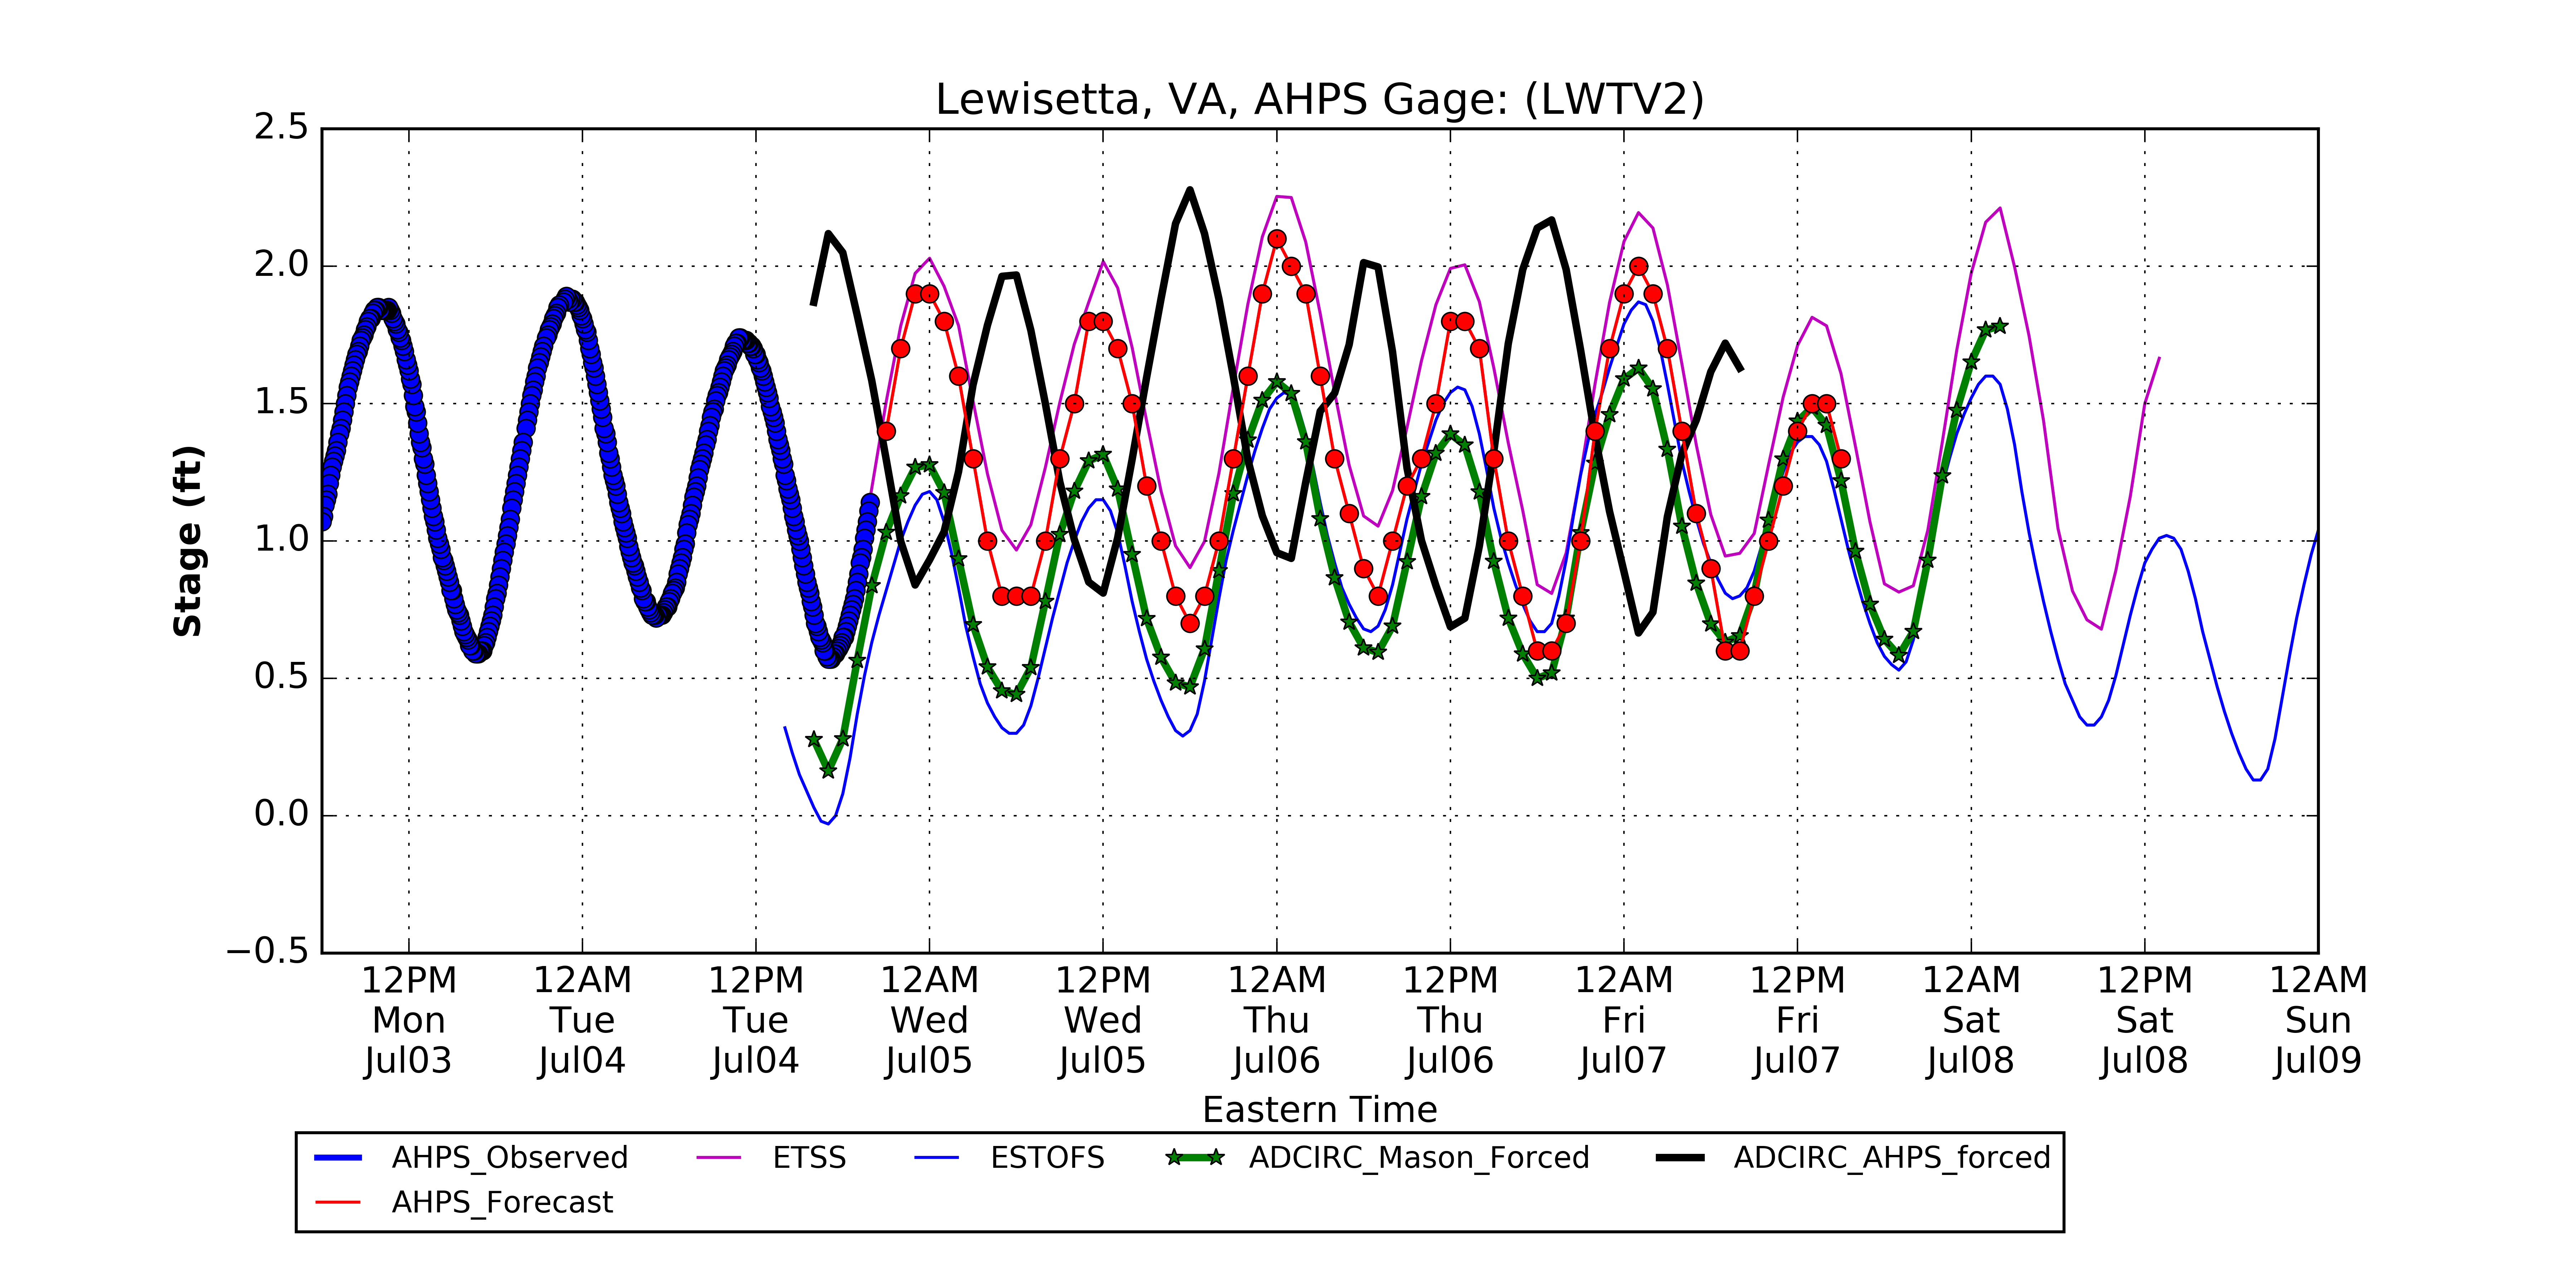 Lewisetta, VA, AHPS Gage: (LWTV2)
2.5
2.0
1.5
1.0
0.5
0.0
−0.5
Stage (ft)
12PM 12AM 12PM 12AM 12PM 12AM 12PM 12AM 12PM 12AM 12PM 12AM
Mon Tue Tue Wed Wed Thu Thu Fri Fri Sat Sat Sun
Jul03 Jul04 Jul04 Jul05 Jul05 Jul06 Jul06 Jul07 Jul07 Jul08 Jul08 Jul09
Eastern Time
AHPS_Observed ETSS ESTOFS ADCIRC_Mason_Forced ADCIRC_AHPS_forced
AHPS_Forecast